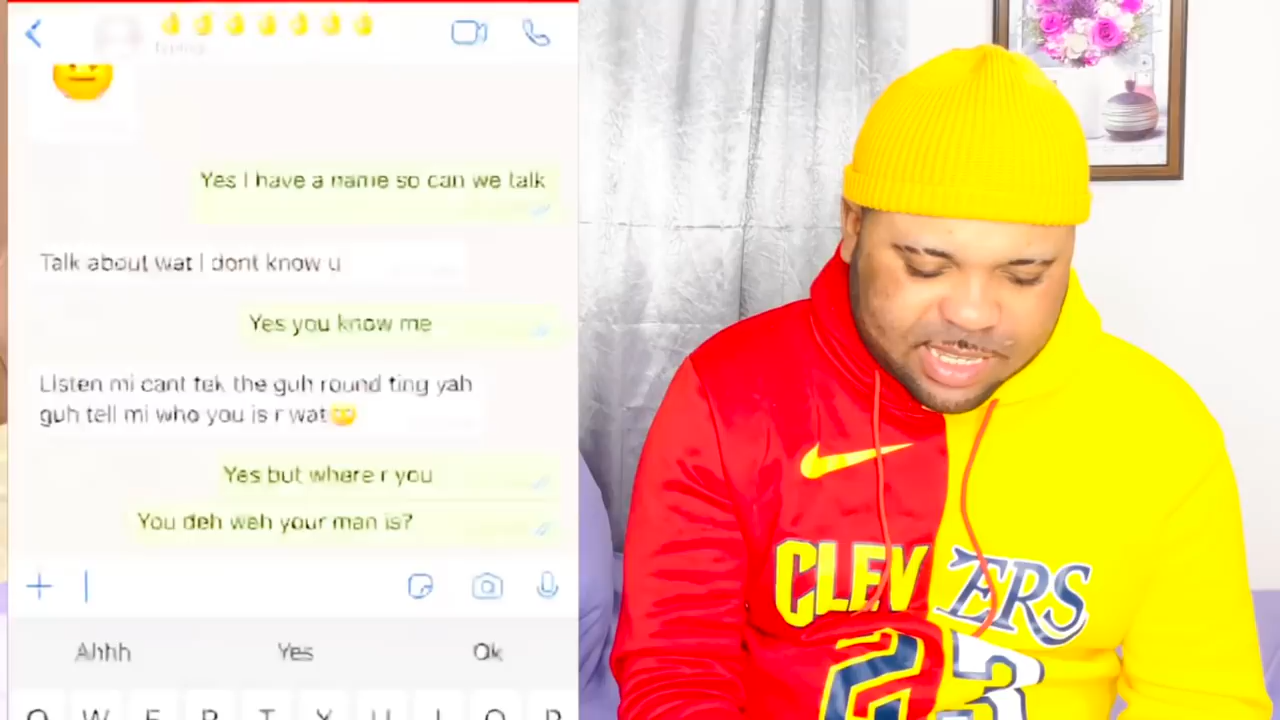 Yes I have a name so can we talk
Talk about wat I dont know u
Yes you know me
Listen mi cant tek the guh round ting yah
guh tell mi who you is r wat
Yes but where r you
You deh weh your man is?
Ahhh Yes Ok
Q W E R T Y U I O P
CLEV ERS
23